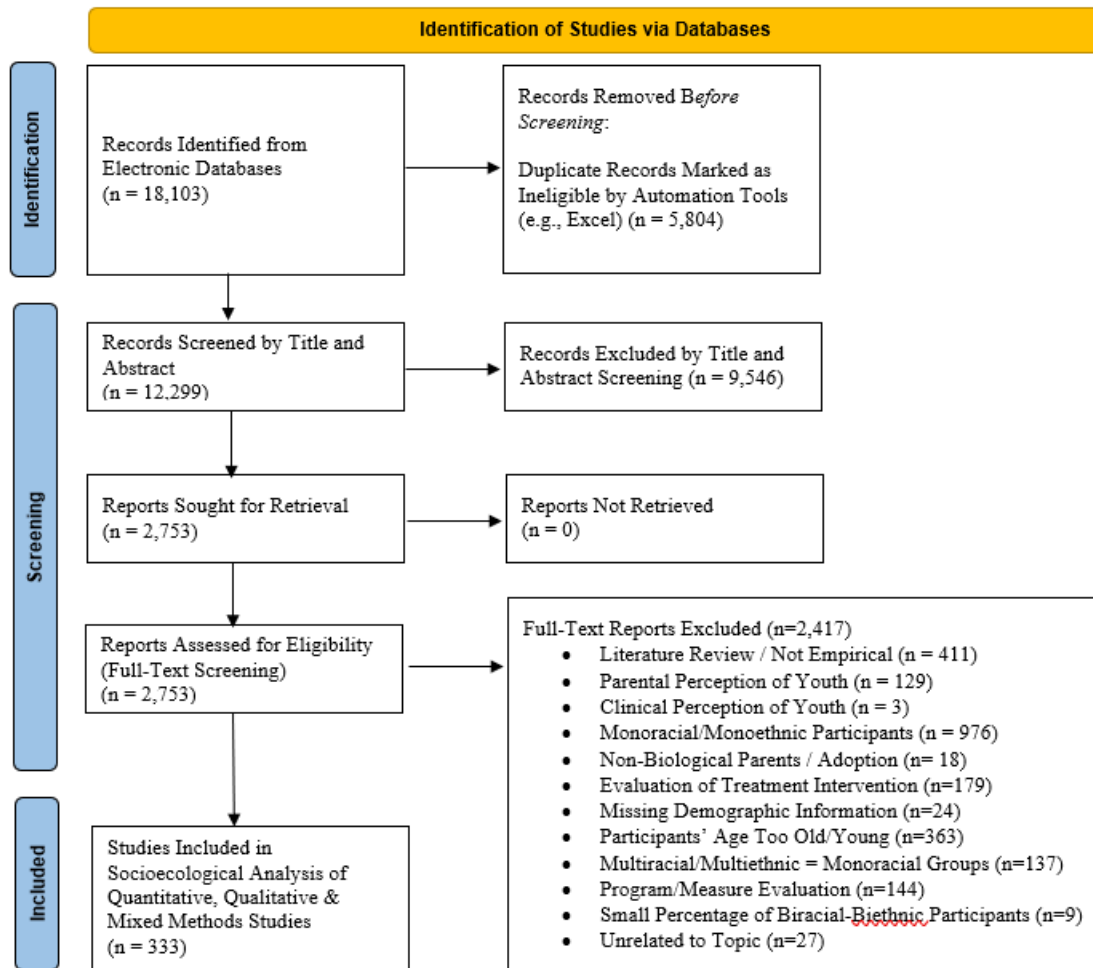 Identification of Studies via Databases
Identification
Records Identified from
Electronic Databases
(n = 18,103)
Records Removed Before
Screening:
Duplicate Records Marked as
Ineligible by Automation Tools
(e.g., Excel) (n = 5,804)
Screening
Records Screened by Title and
Abstract
(n = 12,299)
Records Excluded by Title and
Abstract Screening (n = 9,546)
Reports Sought for Retrieval
(n = 2,753)
Reports Not Retrieved
(n = 0)
Reports Assessed for Eligibility
(Full-Text Screening)
(n = 2,753)
Full-Text Reports Excluded (n=2,417)
• Literature Review / Not Empirical (n = 411)
• Parental Perception of Youth (n = 129)
• Clinical Perception of Youth (n = 3)
• Monoracial/Monoethnic Participants (n = 976)
• Non-Biological Parents / Adoption (n= 18)
• Evaluation of Treatment Intervention (n=179)
• Missing Demographic Information (n=24)
• Participants’ Age Too Old/Young (n=363)
• Multiracial/Multiethnic = Monoracial Groups (n=137)
• Program/Measure Evaluation (n=144)
• Small Percentage of Biracial-Biethnic Participants (n=9)
• Unrelated to Topic (n=27)
Included
Studies Included in
Socioecological Analysis of
Quantitative, Qualitative &
Mixed Methods Studies
(n = 333)